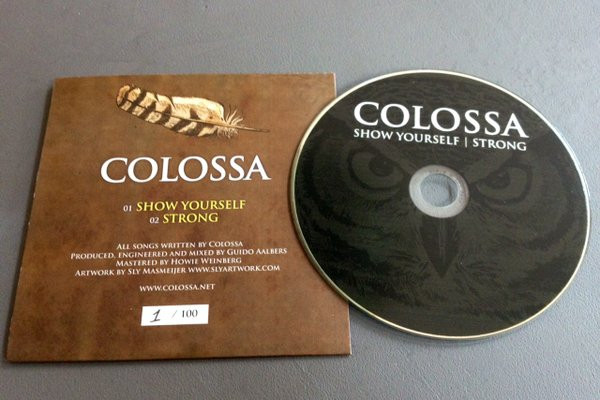 COLOSSA
01 SHOW YOURSELF
02 STRONG
ALL SONGS WRITTEN BY COLOSSA
PRODUCED, ENGINEERED AND MIXED BY GUIDO AALBERS
MASTERED BY HOWIE WEINBERG
ARTWORK BY SLY MASMEIJER WWW.SLYARTWORK.COM
WWW.COLOSSA.NET
1 / 100
COLOSSA
SHOW YOURSELF | STRONG